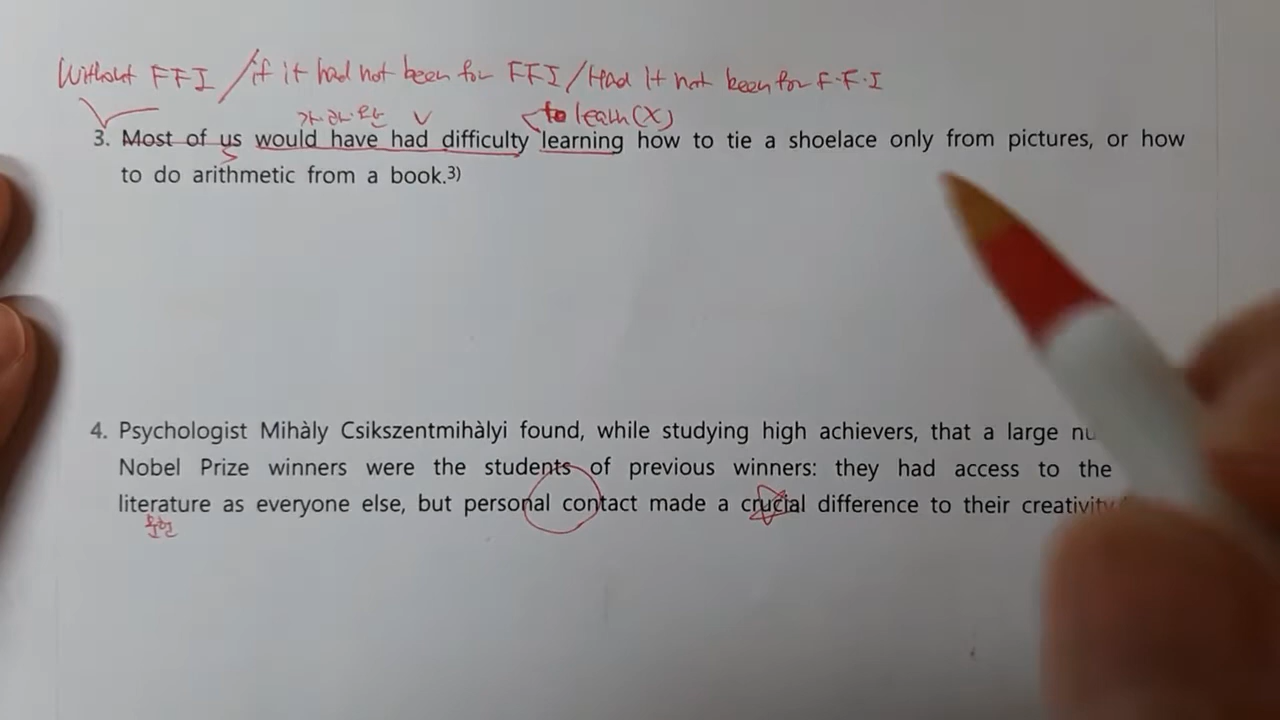 Without FFI / if it had not been for FFI / Had it not been for F.F.I
가.과.완 V to learn (X)
3. Most of us would have had difficulty learning how to tie a shoelace only from pictures, or how
S
to do arithmetic from a book.3)
4. Psychologist Mihàly Csikszentmihàlyi found, while studying high achievers, that a large
Nobel Prize winners were the students of previous winners: they had access to the
literature as everyone else, but personal contact made a crucial difference to their creativity
문헌